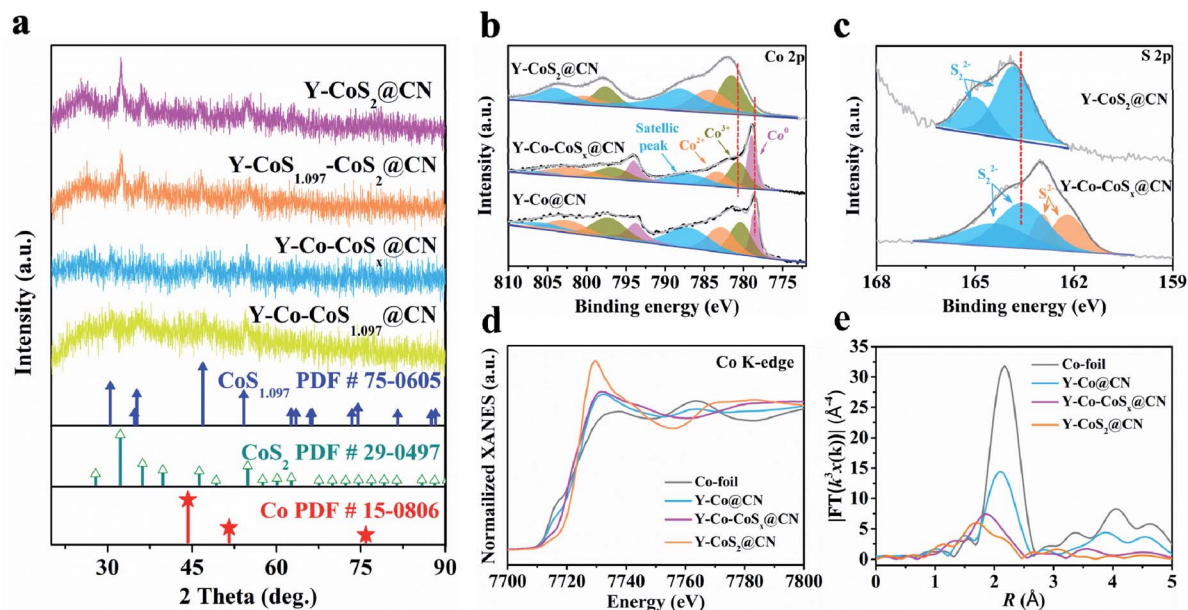 a
Intensity (a.u.)
Y-CoS₂@CN
Y-CoS₁.₀₉₇-CoS₂@CN
Y-Co-CoSₓ@CN
Y-Co-CoS₁.₀₉₇@CN
CoS₁.₀₉₇ PDF # 75-0605
CoS₂ PDF # 29-0497
Co PDF # 15-0806
30 45 60 75 90
2 Theta (deg.)
b
Intensity (a.u.)
Co 2p
Y-CoS₂@CN
Satellic
peak
Co²⁺
Co³⁺
Co⁰
Y-Co-CoSₓ@CN
Y-Co@CN
810 800 790 780
Binding energy (eV)
c
Intensity (a.u.)
S 2p
S₂²⁻
Y-CoS₂@CN
S₂²⁻
S²⁻
Y-Co-CoSₓ@CN
168 165 162 159
Binding energy (eV)
d
Normailized XANES (a.u.)
Co K-edge
Co-foil
Y-Co@CN
Y-Co-CoSₓ@CN
Y-CoS₂@CN
7700 7720 7740 7760 7780 7800
Energy (eV)
e
|FT(k³x(k))| (Å⁻⁴)
35
30
25
20
15
10
5
0
Co-foil
Y-Co@CN
Y-Co-CoSₓ@CN
Y-CoS₂@CN
0 1 2 3 4 5
R (Å)